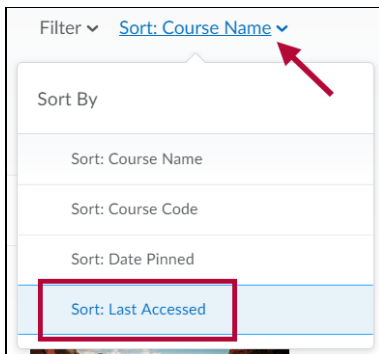 Filter Sort: Course Name
Sort By
Sort: Course Name
Sort: Course Code
Sort: Date Pinned
Sort: Last Accessed